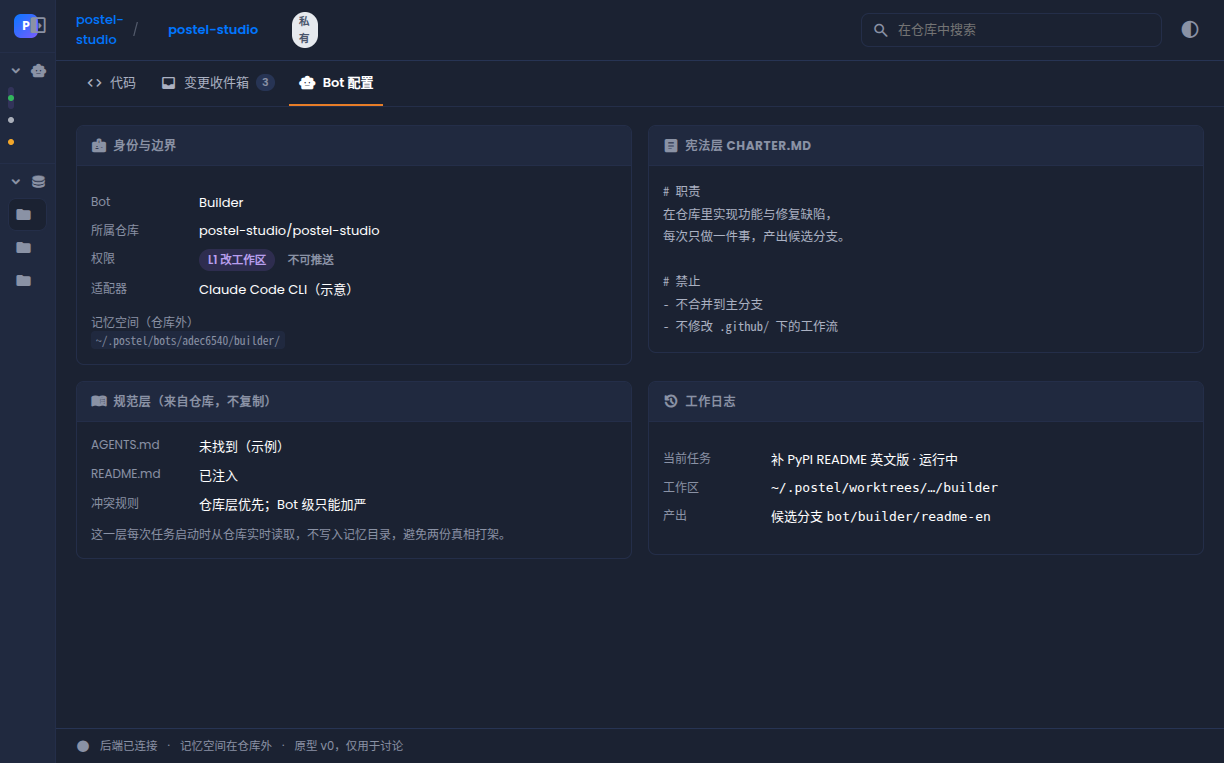 P
postel-
studio
/
postel-studio
私
有
在仓库中搜索
代码
变更收件箱 3
Bot 配置
身份与边界
Bot Builder
所属仓库 postel-studio/postel-studio
权限 L1 改工作区 不可推送
适配器 Claude Code CLI（示意）
记忆空间（仓库外）
~/.postel/bots/adec6540/builder/
宪法层 CHARTER.MD
# 职责
在仓库里实现功能与修复缺陷，
每次只做一件事，产出候选分支。
# 禁止
- 不合并到主分支
- 不修改 .github/ 下的工作流
规范层（来自仓库，不复制）
AGENTS.md 未找到（示例）
README.md 已注入
冲突规则 仓库层优先；Bot 级只能加严
这一层每次任务启动时从仓库实时读取，不写入记忆目录，避免两份真相打架。
工作日志
当前任务 补 PyPI README 英文版 · 运行中
工作区 ~/.postel/worktrees/…/builder
产出 候选分支 bot/builder/readme-en
后端已连接 · 记忆空间在仓库外 · 原型 v0，仅用于讨论